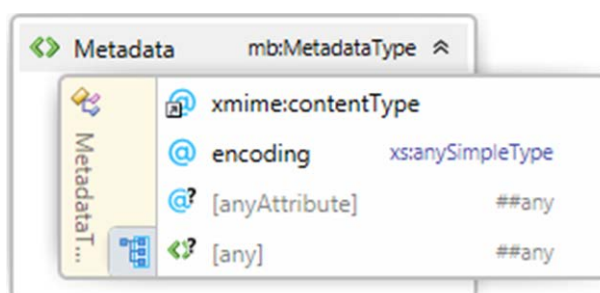 Metadata mb:MetadataType
MetadataT...
xmime:contentType
encoding xs:anySimpleType
[anyAttribute] ##any
[any] ##any